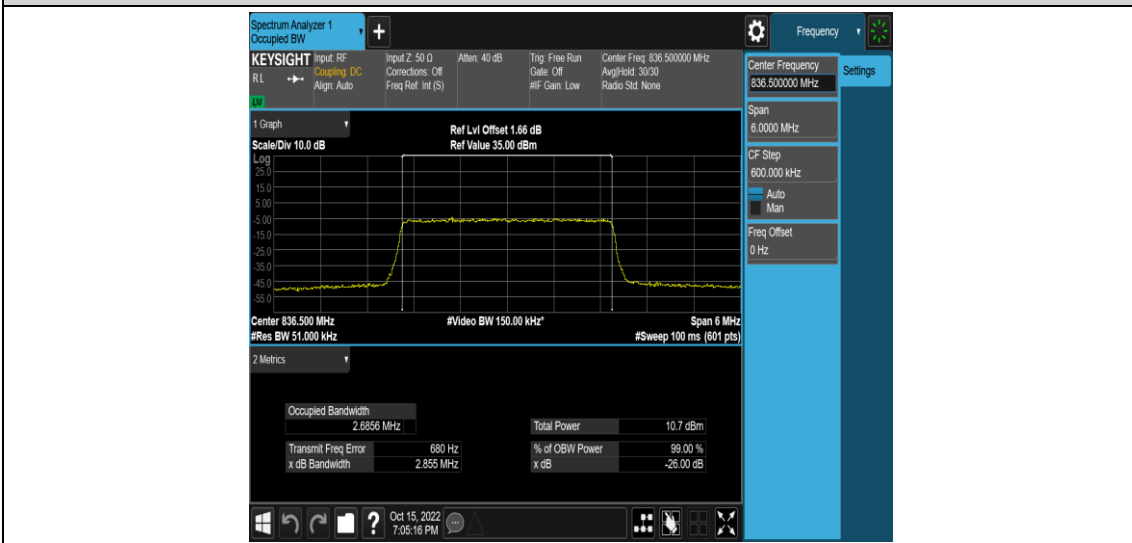 Spectrum Analyzer 1
Occupied BW
Frequency
KEYSIGHT
RL
LXI
Input: RF
Coupling: DC
Align: Auto
Input Z: 50 Ω
Corrections: Off
Freq Ref: Int (S)
Atten: 40 dB
Trig: Free Run
Gate: Off
#IF Gain: Low
Center Freq: 836.500000 MHz
Avg|Hold: 30/30
Radio Std: None
Center Frequency
836.500000 MHz
Settings
Span
6.0000 MHz
CF Step
600.000 kHz
Auto
Man
Freq Offset
0 Hz
1 Graph
Scale/Div 10.0 dB
Ref Lvl Offset 1.66 dB
Ref Value 35.00 dBm
Log
25.0
15.0
5.00
-5.00
-15.0
-25.0
-35.0
-45.0
-55.0
Center 836.500 MHz
#Res BW 51.000 kHz
#Video BW 150.00 kHz*
Span 6 MHz
#Sweep 100 ms (601 pts)
2 Metrics
Occupied Bandwidth
2.6856 MHz
Transmit Freq Error 680 Hz
x dB Bandwidth 2.855 MHz
Total Power 10.7 dBm
% of OBW Power 99.00 %
x dB -26.00 dB
?
Oct 15, 2022
7:05:16 PM